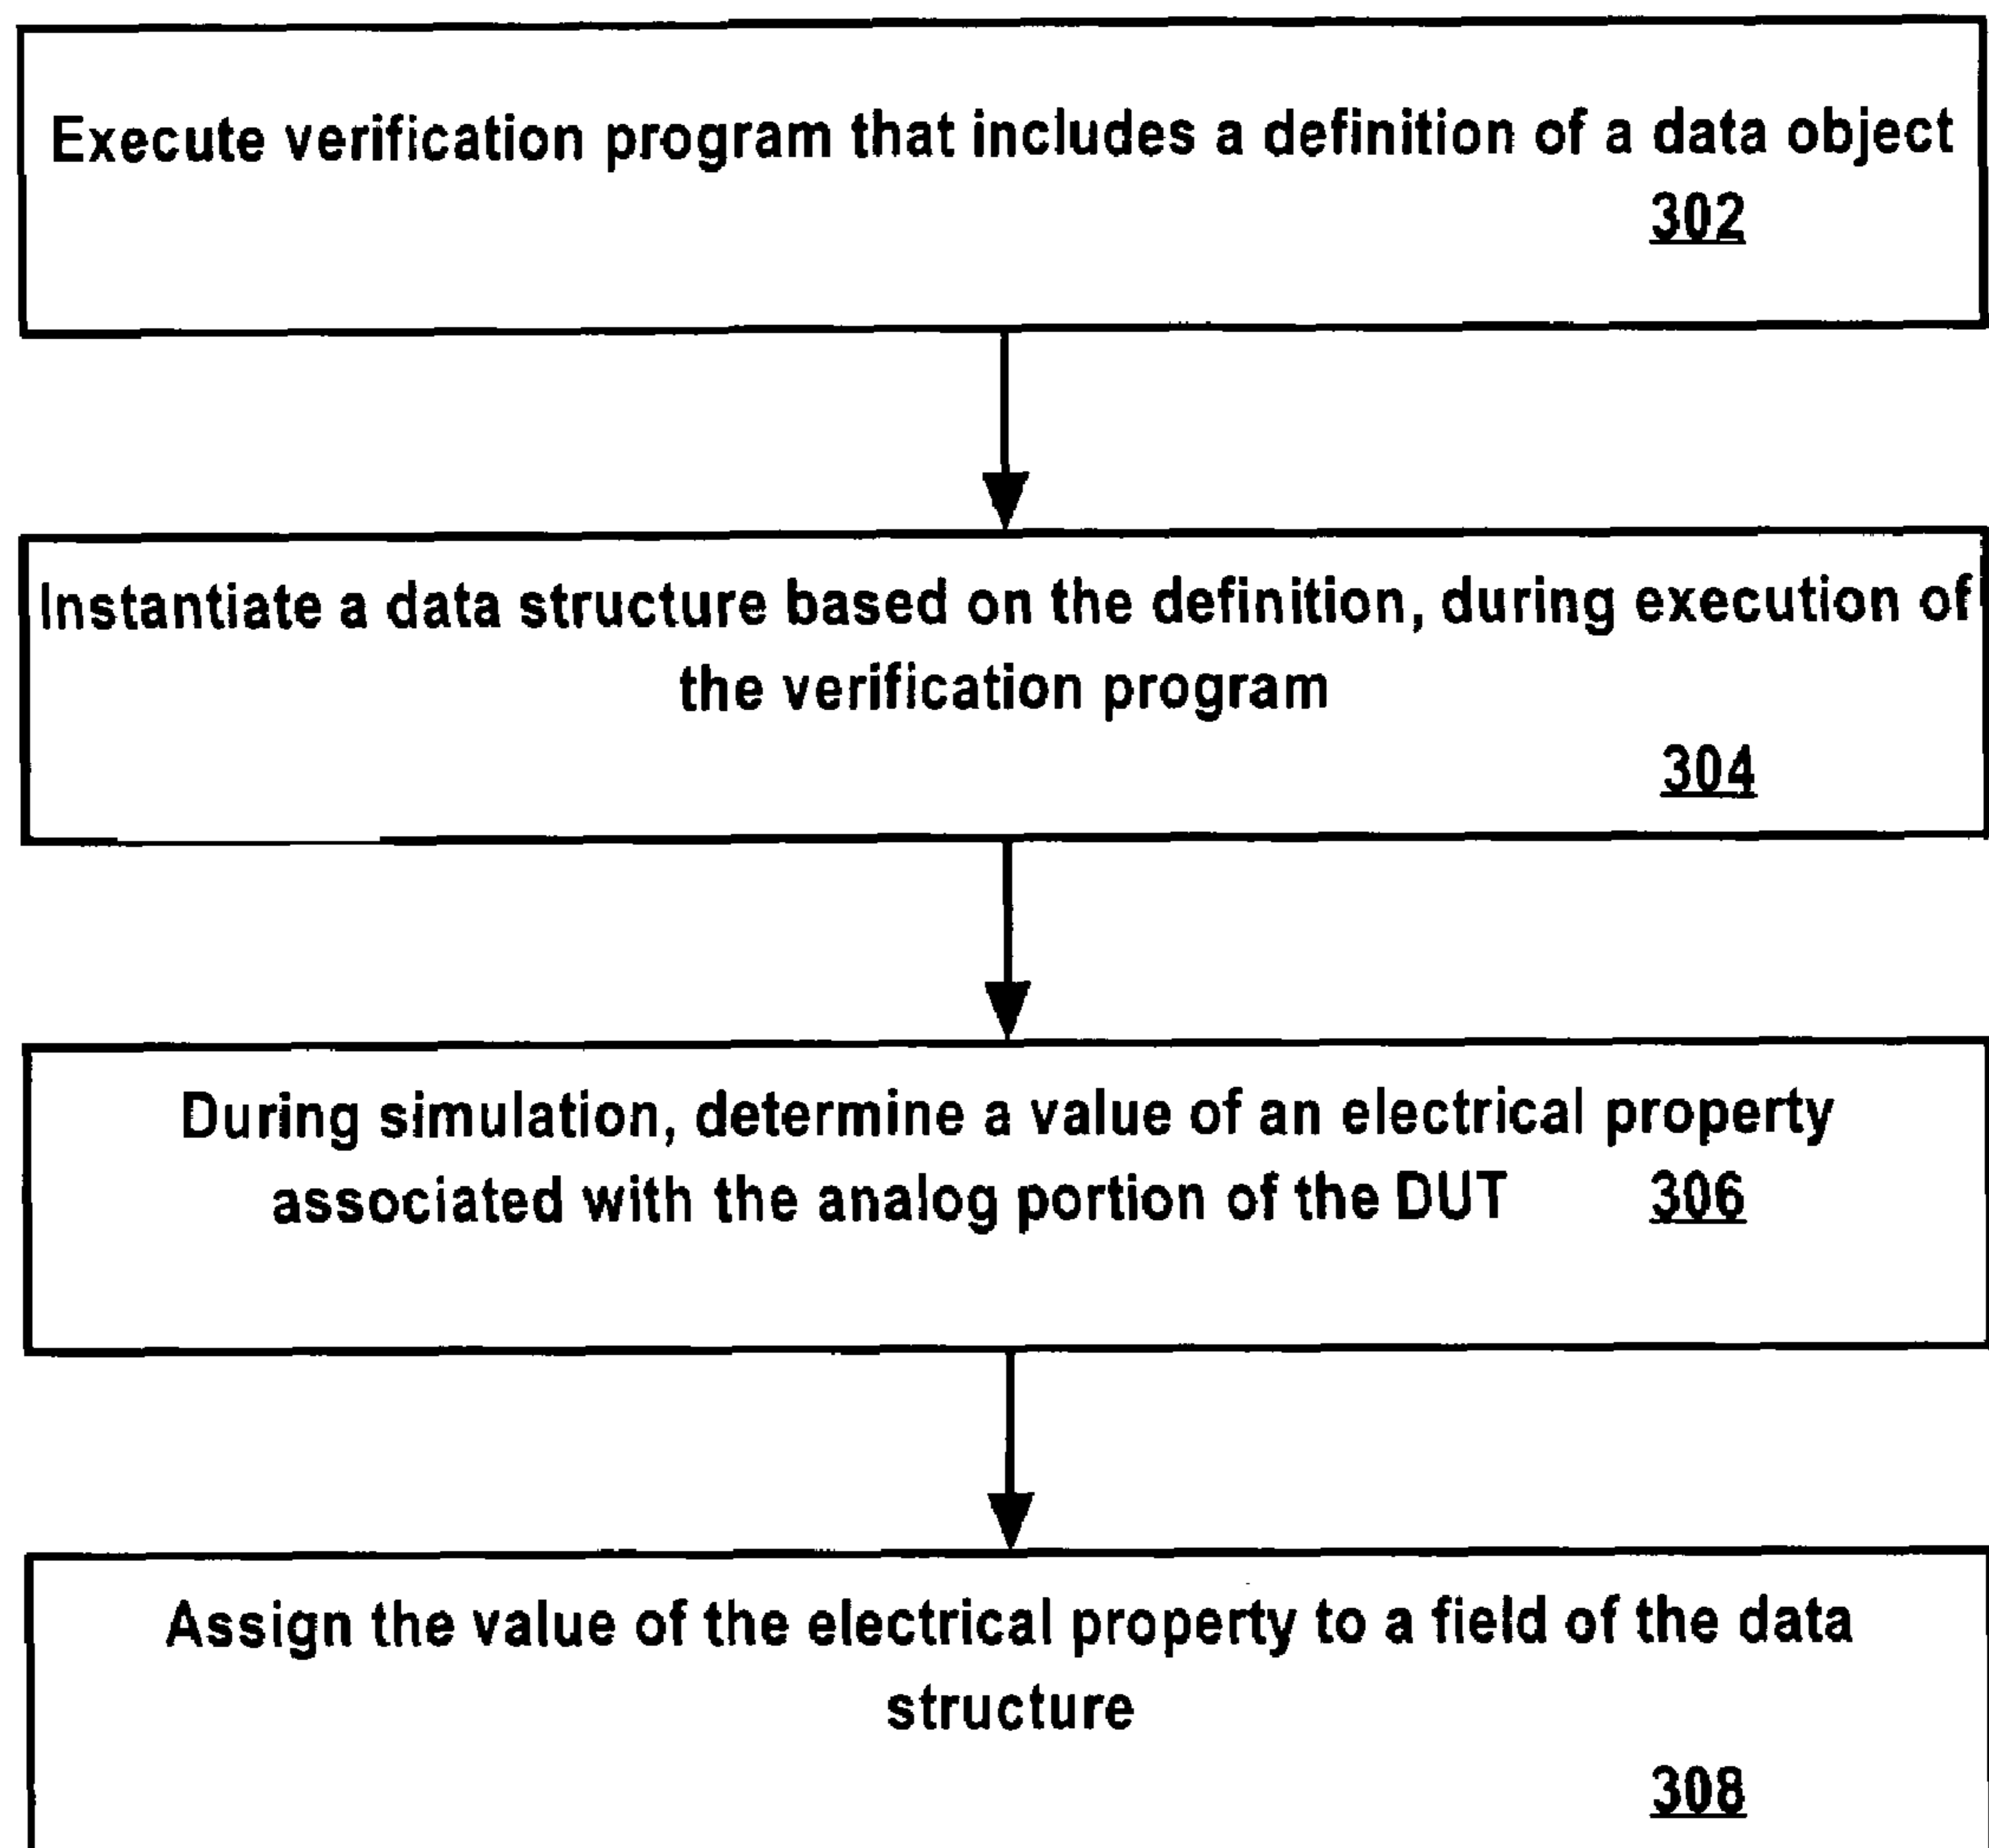 Execute verification program that includes a definition of a data object
302
Instantiate a data structure based on the definition, during execution of
the verification program
304
During simulation, determine a value of an electrical property
associated with the analog portion of the DUT 306
Assign the value of the electrical property to a field of the data
structure
308